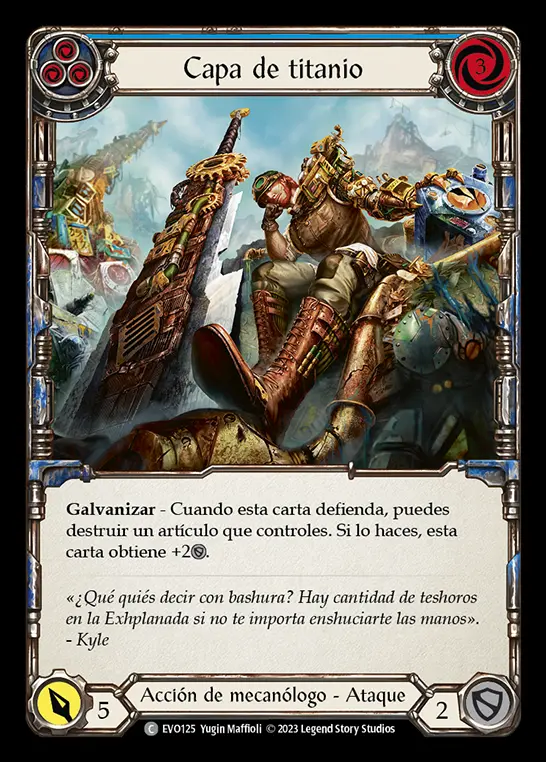 Capa de titanio
3
Galvanizar - Cuando esta carta defienda, puedes
destruir un artículo que controles. Si lo haces, esta
carta obtiene +2.
«¿Qué quiés decir con bashura? Hay cantidad de teshoros
en la Exhplanada si no te importa enshuciarte las manos».
- Kyle
5
Acción de mecanólogo - Ataque
2
C EVO125 Yugin Maffioli © 2023 Legend Story Studios